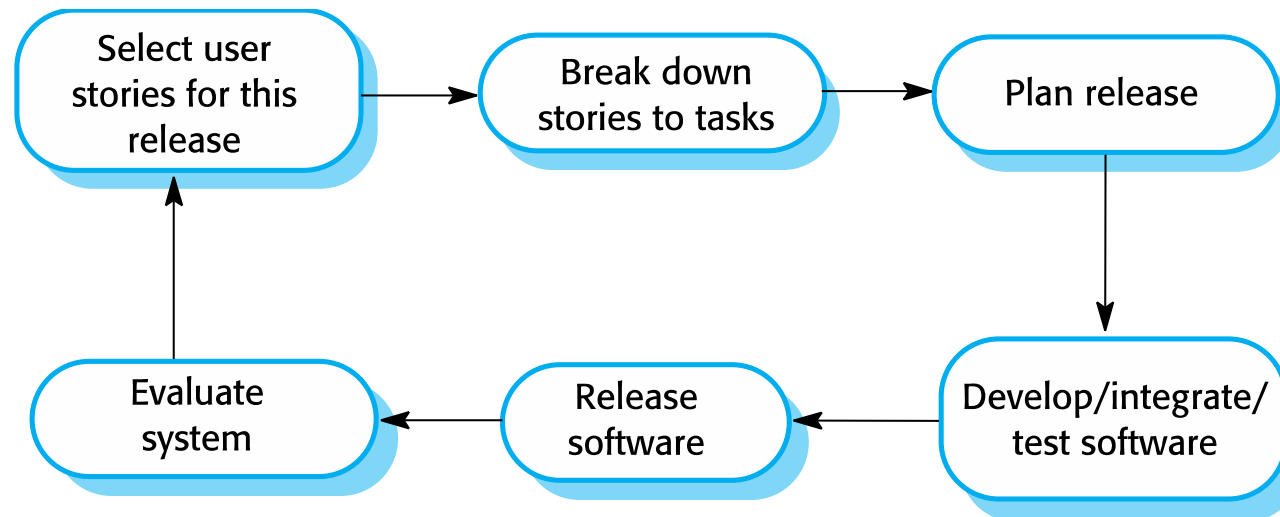 Select user
stories for this
release
Break down
stories to tasks
Plan release
Evaluate
system
Release
software
Develop/integrate/
test software